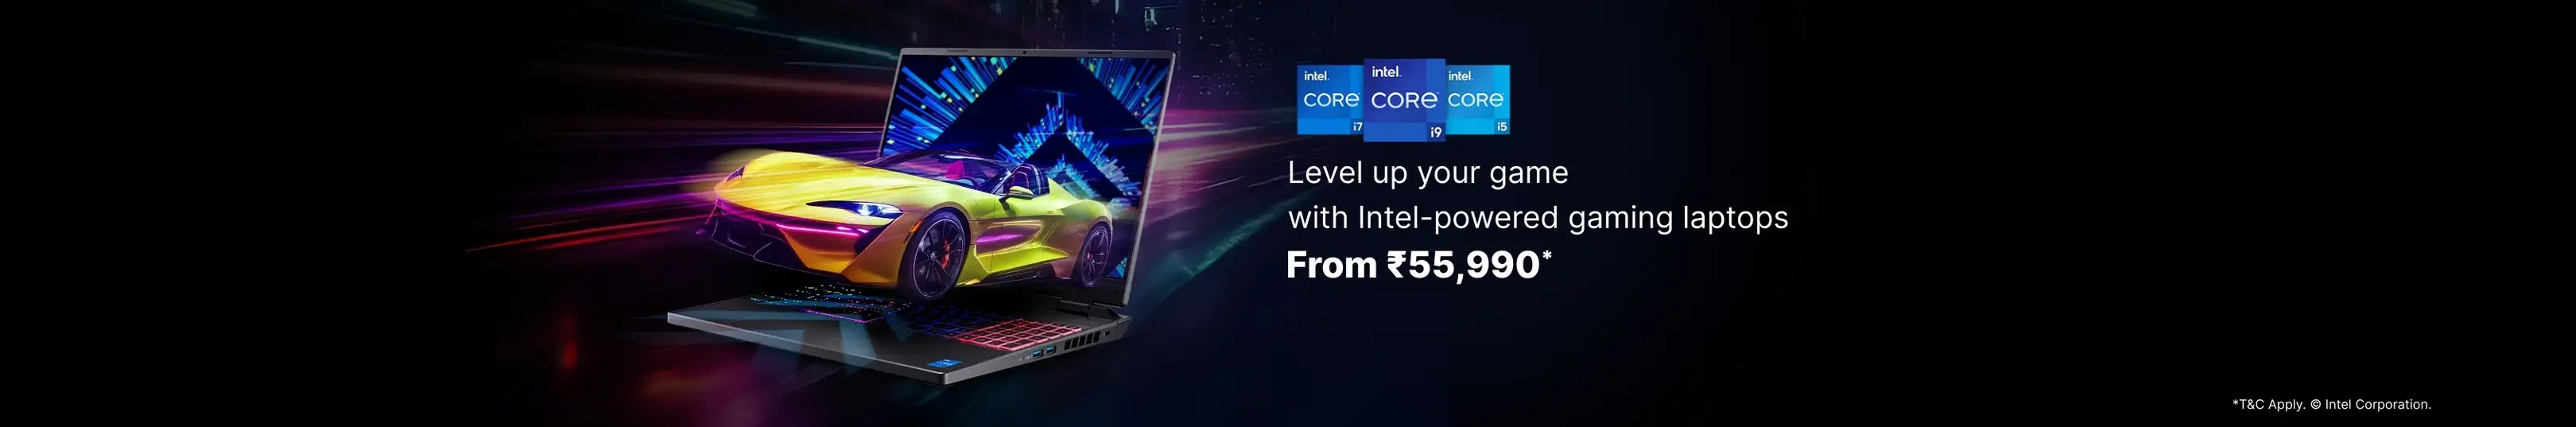 intel. intel. intel.
CORE CORE CORE
i7 i9 i5
Level up your game
with Intel-powered gaming laptops
From ₹55,990*
*T&C Apply. © Intel Corporation.